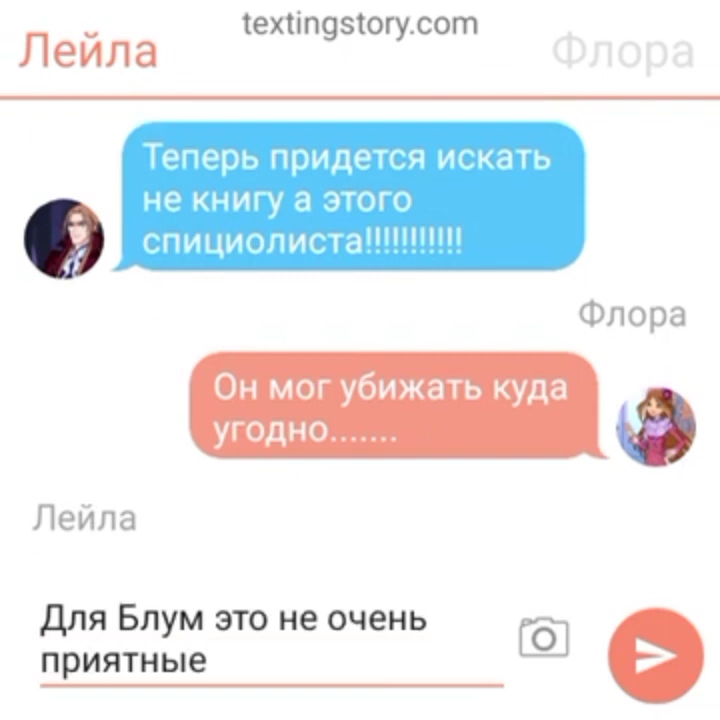 textingstory.com
Лейла
Флора
Теперь придется искать
не книгу а этого
спициолиста!!!!!!!!!!!
Флора
Он мог убижать куда
угодно.......
Лейла
Для Блум это не очень
приятные